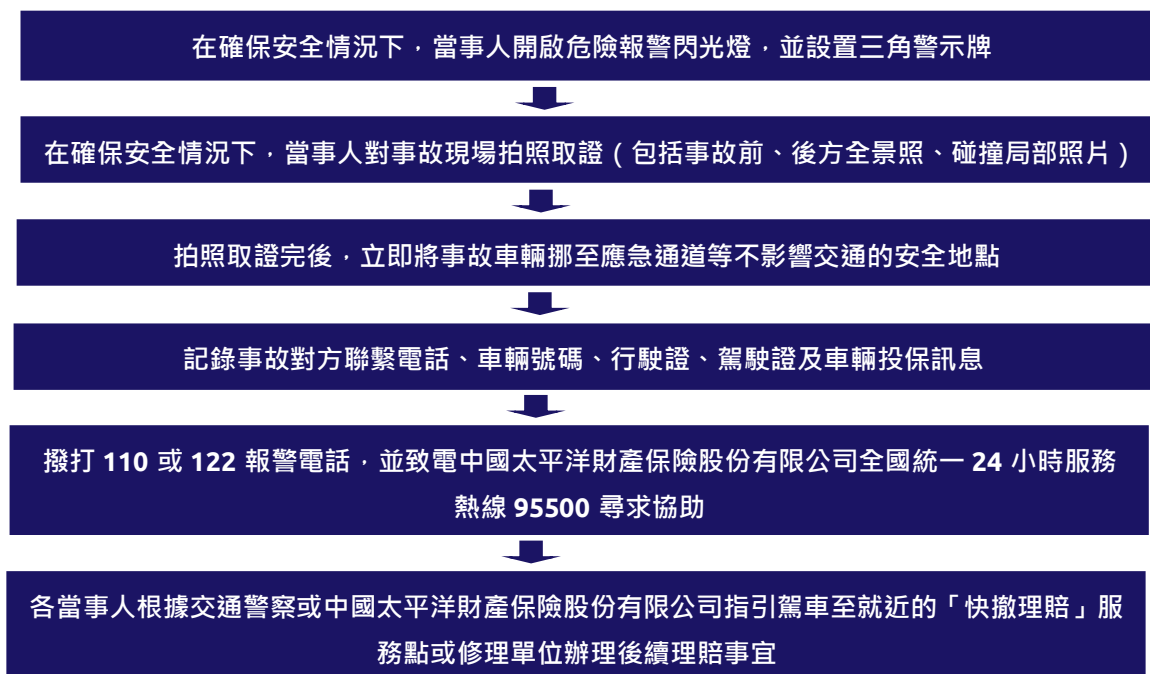 在確保安全情況下，當事人開啟危險報警閃光燈，並設置三角警示牌
在確保安全情況下，當事人對事故現場拍照取證（包括事故前、後方全景照、碰撞局部照片）
拍照取證完後，立即將事故車輛挪至應急通道等不影響交通的安全地點
記錄事故對方聯繫電話、車輛號碼、行駛證、駕駛證及車輛投保訊息
撥打 110 或 122 報警電話，並致電中國太平洋財產保險股份有限公司全國統一 24 小時服務
熱線 95500 尋求協助
各當事人根據交通警察或中國太平洋財產保險股份有限公司指引駕車至就近的「快撤理賠」服
務點或修理單位辦理後續理賠事宜